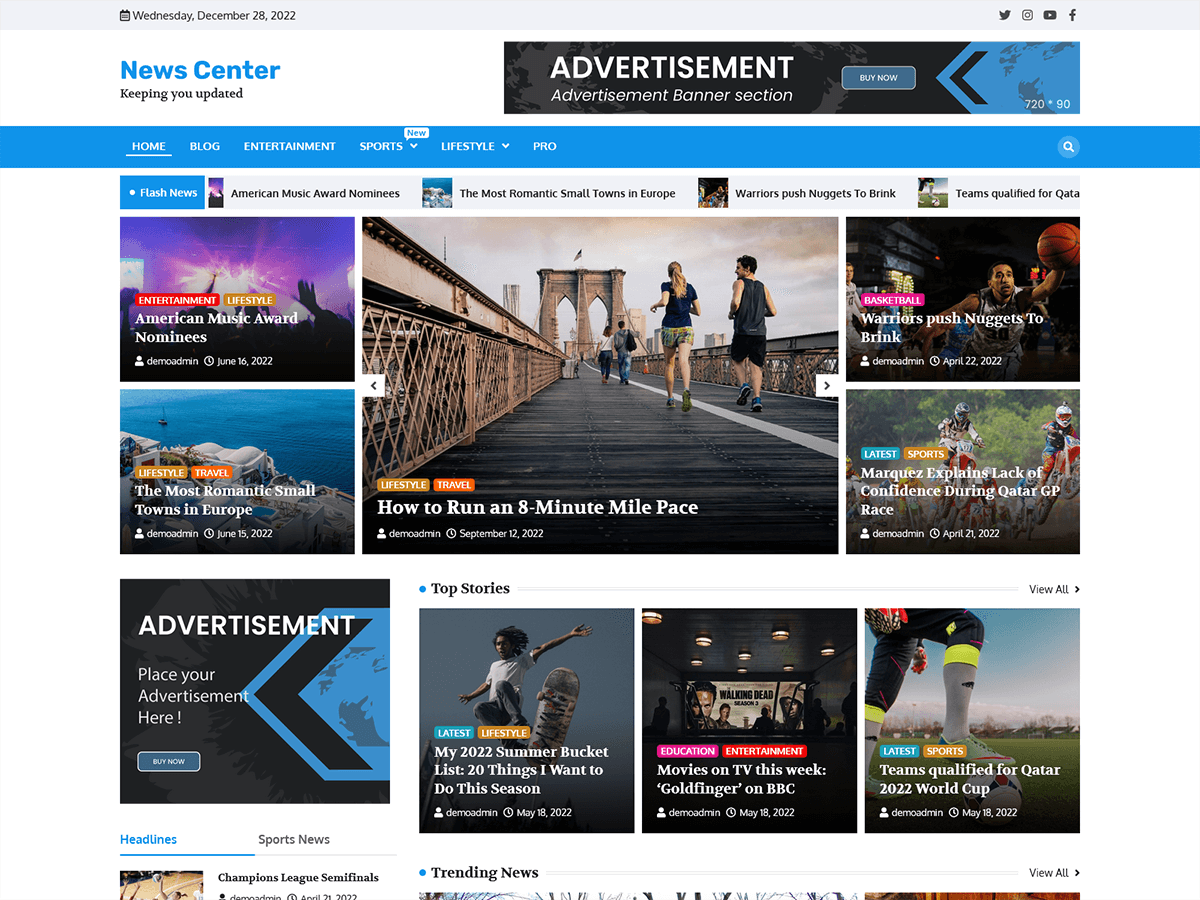 Wednesday, December 28, 2022
News Center
Keeping you updated
ADVERTISEMENT
Advertisement Banner section
BUY NOW
720 * 90
HOME
BLOG
ENTERTAINMENT
SPORTS
New
LIFESTYLE
PRO
Flash News
American Music Award Nominees
The Most Romantic Small Towns in Europe
Warriors push Nuggets To Brink
Teams qualified for Qata
ENTERTAINMENT LIFESTYLE
American Music Award
Nominees
demoadmin June 16, 2022
LIFESTYLE TRAVEL
The Most Romantic Small
Towns in Europe
demoadmin June 15, 2022
LIFESTYLE TRAVEL
How to Run an 8-Minute Mile Pace
demoadmin September 12, 2022
BASKETBALL
Warriors push Nuggets To
Brink
demoadmin April 22, 2022
LATEST SPORTS
Marquez Explains Lack of
Confidence During Qatar GP
Race
demoadmin April 21, 2022
ADVERTISEMENT
Place your
Advertisement
Here !
BUY NOW
Headlines
Sports News
Champions League Semifinals
demoadmin April 21, 2022
Top Stories
View All
LATEST LIFESTYLE
My 2022 Summer Bucket
List: 20 Things I Want to
Do This Season
demoadmin May 18, 2022
WALKING DEAD
SEASON 3
EDUCATION ENTERTAINMENT
Movies on TV this week:
‘Goldfinger’ on BBC
demoadmin May 18, 2022
LATEST SPORTS
Teams qualified for Qatar
2022 World Cup
demoadmin May 18, 2022
Trending News
View All